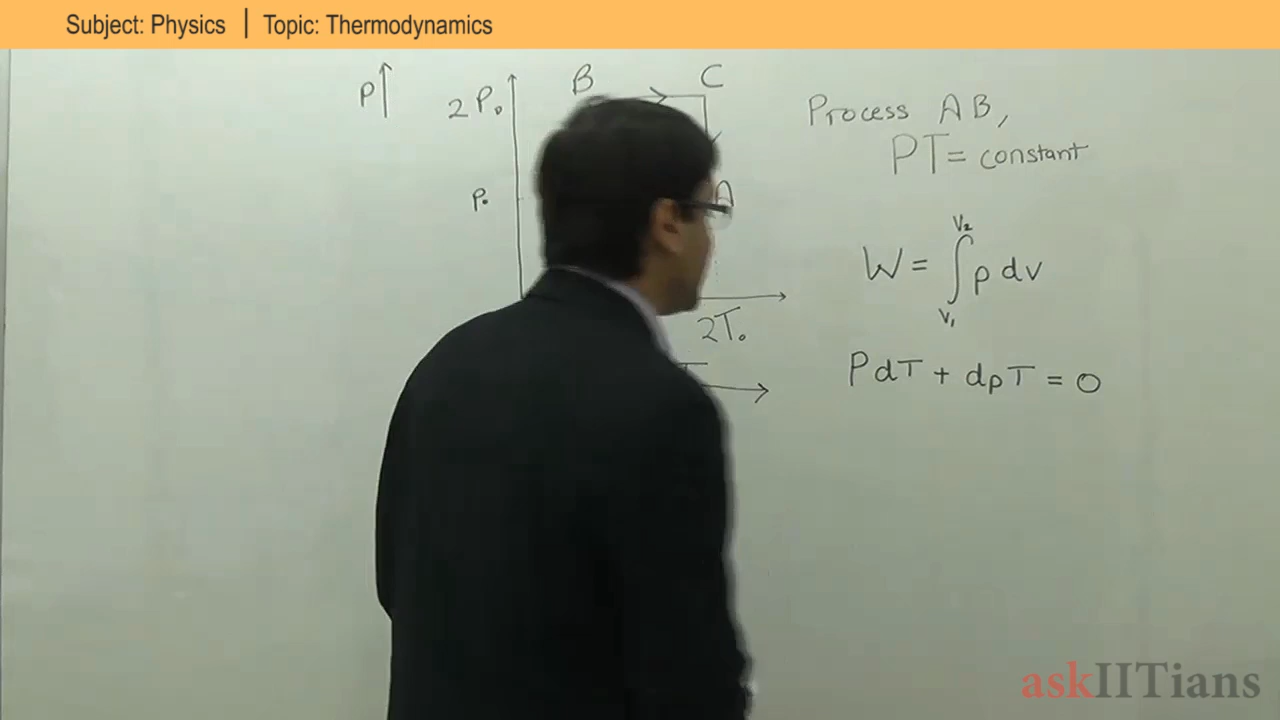 Subject: Physics | Topic: Thermodynamics
P
2P₀
B
C
P₀
A
2T₀
Process AB,
PT = constant
W = ∫ V₁ V₂ p dv
PdT + dpT = 0
askIITians